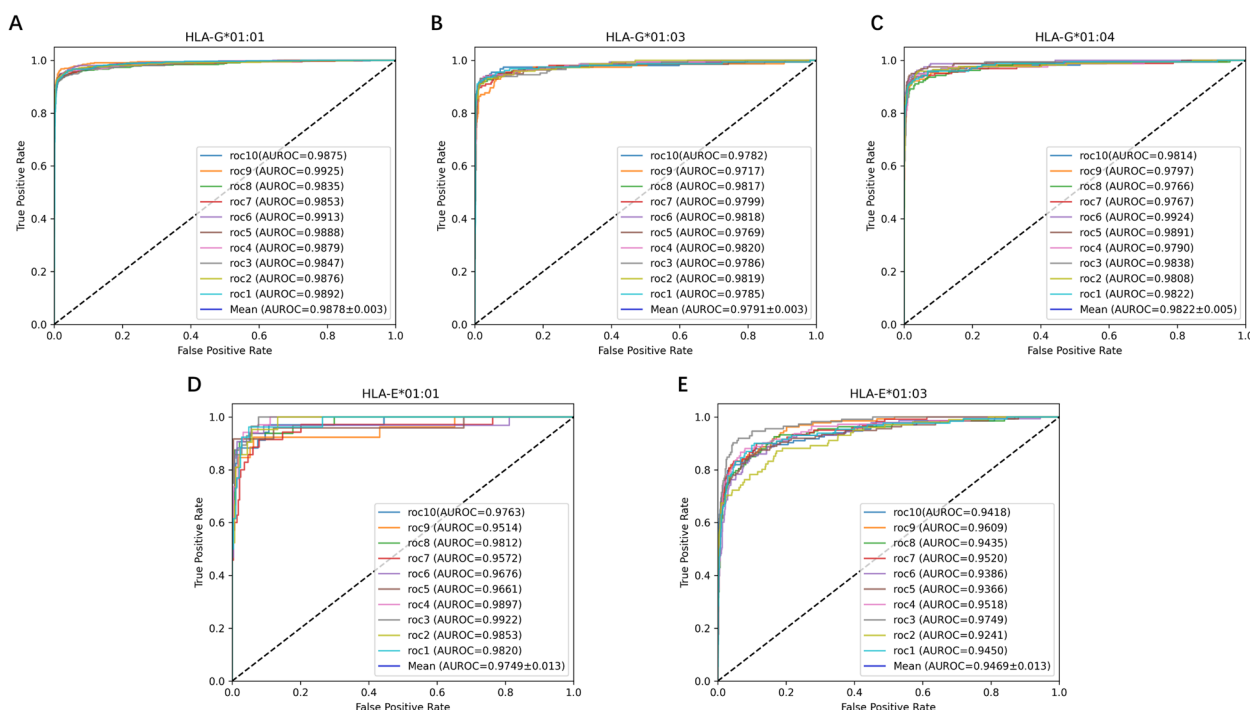 A
HLA-G*01:01
True Positive Rate
1.0
0.8
0.6
0.4
0.2
0.0
roc10(AUROC=0.9875)
roc9 (AUROC=0.9925)
roc8 (AUROC=0.9835)
roc7 (AUROC=0.9853)
roc6 (AUROC=0.9913)
roc5 (AUROC=0.9888)
roc4 (AUROC=0.9879)
roc3 (AUROC=0.9847)
roc2 (AUROC=0.9876)
roc1 (AUROC=0.9892)
Mean (AUROC=0.9878±0.003)
0.0 0.2 0.4 0.6 0.8 1.0
False Positive Rate
B
HLA-G*01:03
True Positive Rate
1.0
0.8
0.6
0.4
0.2
0.0
roc10(AUROC=0.9782)
roc9 (AUROC=0.9717)
roc8 (AUROC=0.9817)
roc7 (AUROC=0.9799)
roc6 (AUROC=0.9818)
roc5 (AUROC=0.9769)
roc4 (AUROC=0.9820)
roc3 (AUROC=0.9786)
roc2 (AUROC=0.9819)
roc1 (AUROC=0.9785)
Mean (AUROC=0.9791±0.003)
0.0 0.2 0.4 0.6 0.8 1.0
False Positive Rate
C
HLA-G*01:04
True Positive Rate
1.0
0.8
0.6
0.4
0.2
0.0
roc10(AUROC=0.9814)
roc9 (AUROC=0.9797)
roc8 (AUROC=0.9766)
roc7 (AUROC=0.9767)
roc6 (AUROC=0.9924)
roc5 (AUROC=0.9891)
roc4 (AUROC=0.9790)
roc3 (AUROC=0.9838)
roc2 (AUROC=0.9808)
roc1 (AUROC=0.9822)
Mean (AUROC=0.9822±0.005)
0.0 0.2 0.4 0.6 0.8 1.0
False Positive Rate
D
HLA-E*01:01
True Positive Rate
1.0
0.8
0.6
0.4
0.2
0.0
roc10(AUROC=0.9763)
roc9 (AUROC=0.9514)
roc8 (AUROC=0.9812)
roc7 (AUROC=0.9572)
roc6 (AUROC=0.9676)
roc5 (AUROC=0.9661)
roc4 (AUROC=0.9897)
roc3 (AUROC=0.9922)
roc2 (AUROC=0.9853)
roc1 (AUROC=0.9820)
Mean (AUROC=0.9749±0.013)
0.0 0.2 0.4 0.6 0.8 1.0
False Positive Rate
E
HLA-E*01:03
True Positive Rate
1.0
0.8
0.6
0.4
0.2
0.0
roc10(AUROC=0.9418)
roc9 (AUROC=0.9609)
roc8 (AUROC=0.9435)
roc7 (AUROC=0.9520)
roc6 (AUROC=0.9386)
roc5 (AUROC=0.9366)
roc4 (AUROC=0.9518)
roc3 (AUROC=0.9749)
roc2 (AUROC=0.9241)
roc1 (AUROC=0.9450)
Mean (AUROC=0.9469±0.013)
0.0 0.2 0.4 0.6 0.8 1.0
False Positive Rate